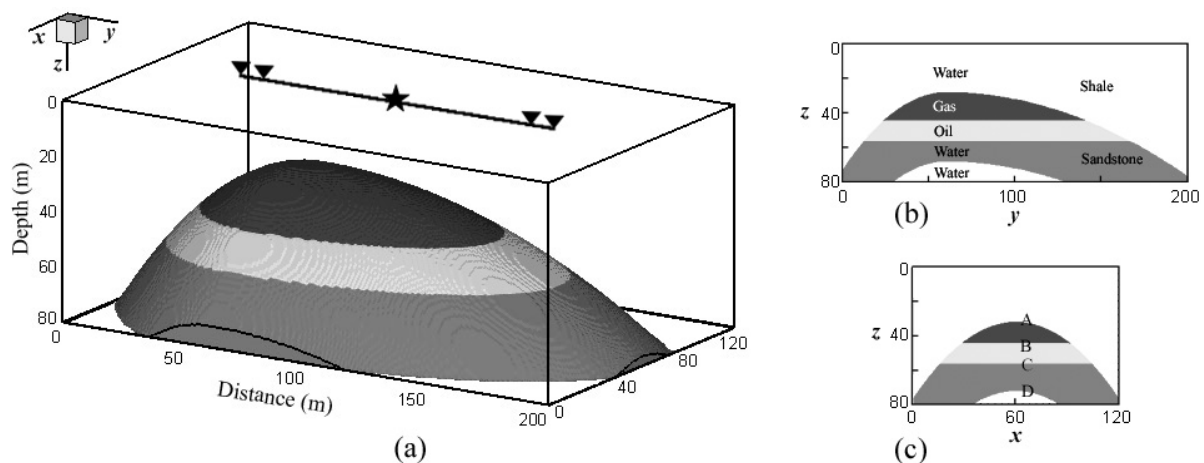 x
y
z
Depth (m)
0
20
40
60
80
0
50
100
150
200
Distance (m)
0
40
80
120
(a)
0
z
40
80
Water
Shale
Gas
Oil
Water
Sandstone
Water
0
100
200
y
(b)
0
z
40
80
A
B
C
D
0
60
120
x
(c)